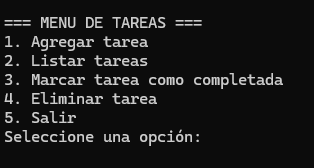 === MENU DE TAREAS ===
1. Agregar tarea
2. Listar tareas
3. Marcar tarea como completada
4. Eliminar tarea
5. Salir
Seleccione una opción: